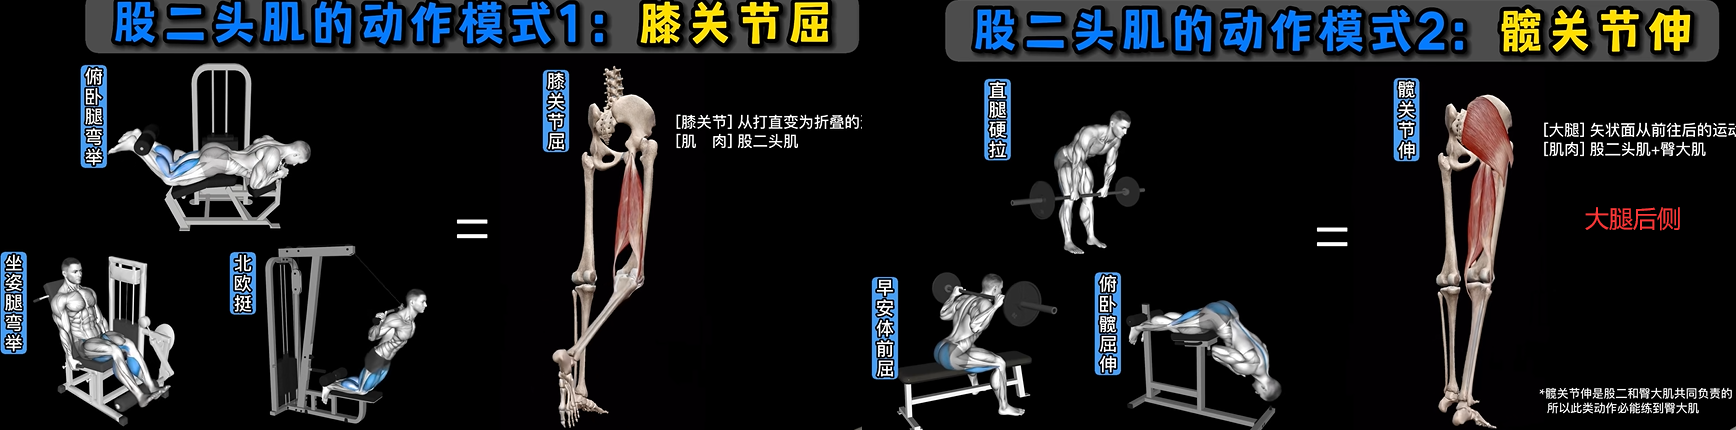 股二头肌的动作模式1：膝关节屈
俯卧腿弯举
膝关节屈
[膝关节] 从打直变为折叠的
[肌　肉] 股二头肌
坐姿腿弯举
北欧挺
股二头肌的动作模式2：髋关节伸
直腿硬拉
髋关节伸
[大腿] 矢状面从前往后的运动
[肌肉] 股二头肌+臀大肌
大腿后侧
早安体前屈
俯卧髋屈伸
*髋关节伸是股二和臀大肌共同负责的
所以此类动作必能练到臀大肌